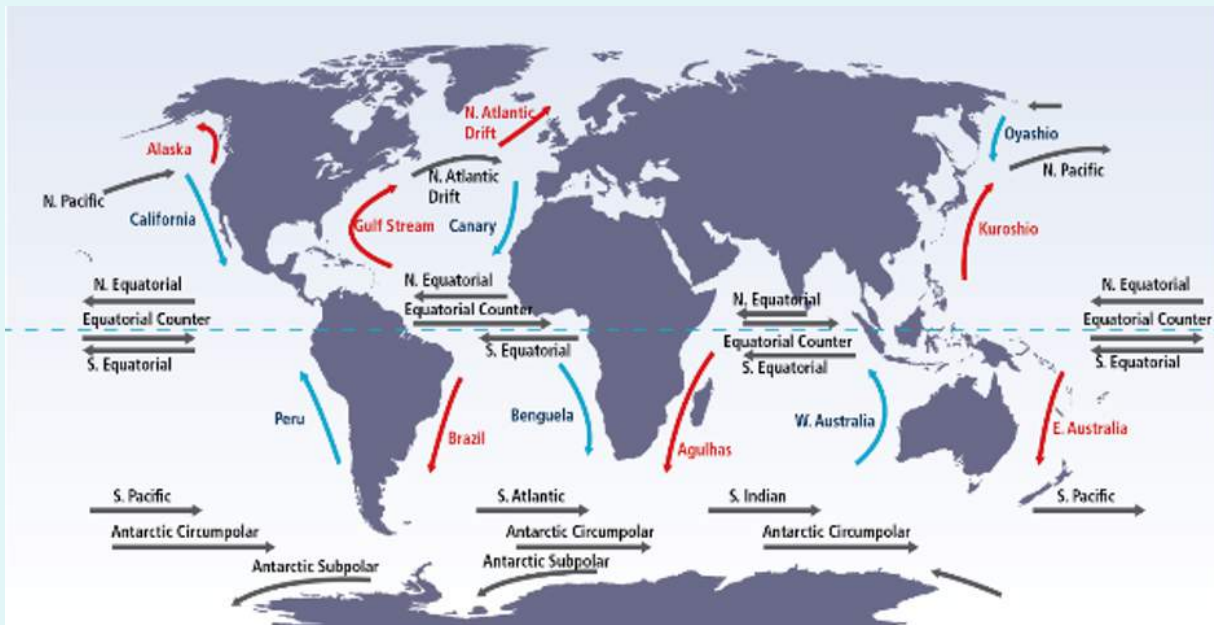 N. Atlantic
Drift
Oyashio
Alaska
N. Pacific
N. Atlantic
Drift
N. Pacific
California
Gulf Stream
Canary
Kuroshio
N. Equatorial
N. Equatorial
N. Equatorial
N. Equatorial
Equatorial Counter
Equatorial Counter
Equatorial Counter
Equatorial Counter
S. Equatorial
S. Equatorial
S. Equatorial
S. Equatorial
Peru
Brazil
Benguela
Agulhas
W. Australia
E. Australia
S. Pacific
S. Atlantic
S. Indian
S. Pacific
Antarctic Circumpolar
Antarctic Circumpolar
Antarctic Circumpolar
Antarctic Subpolar
Antarctic Subpolar